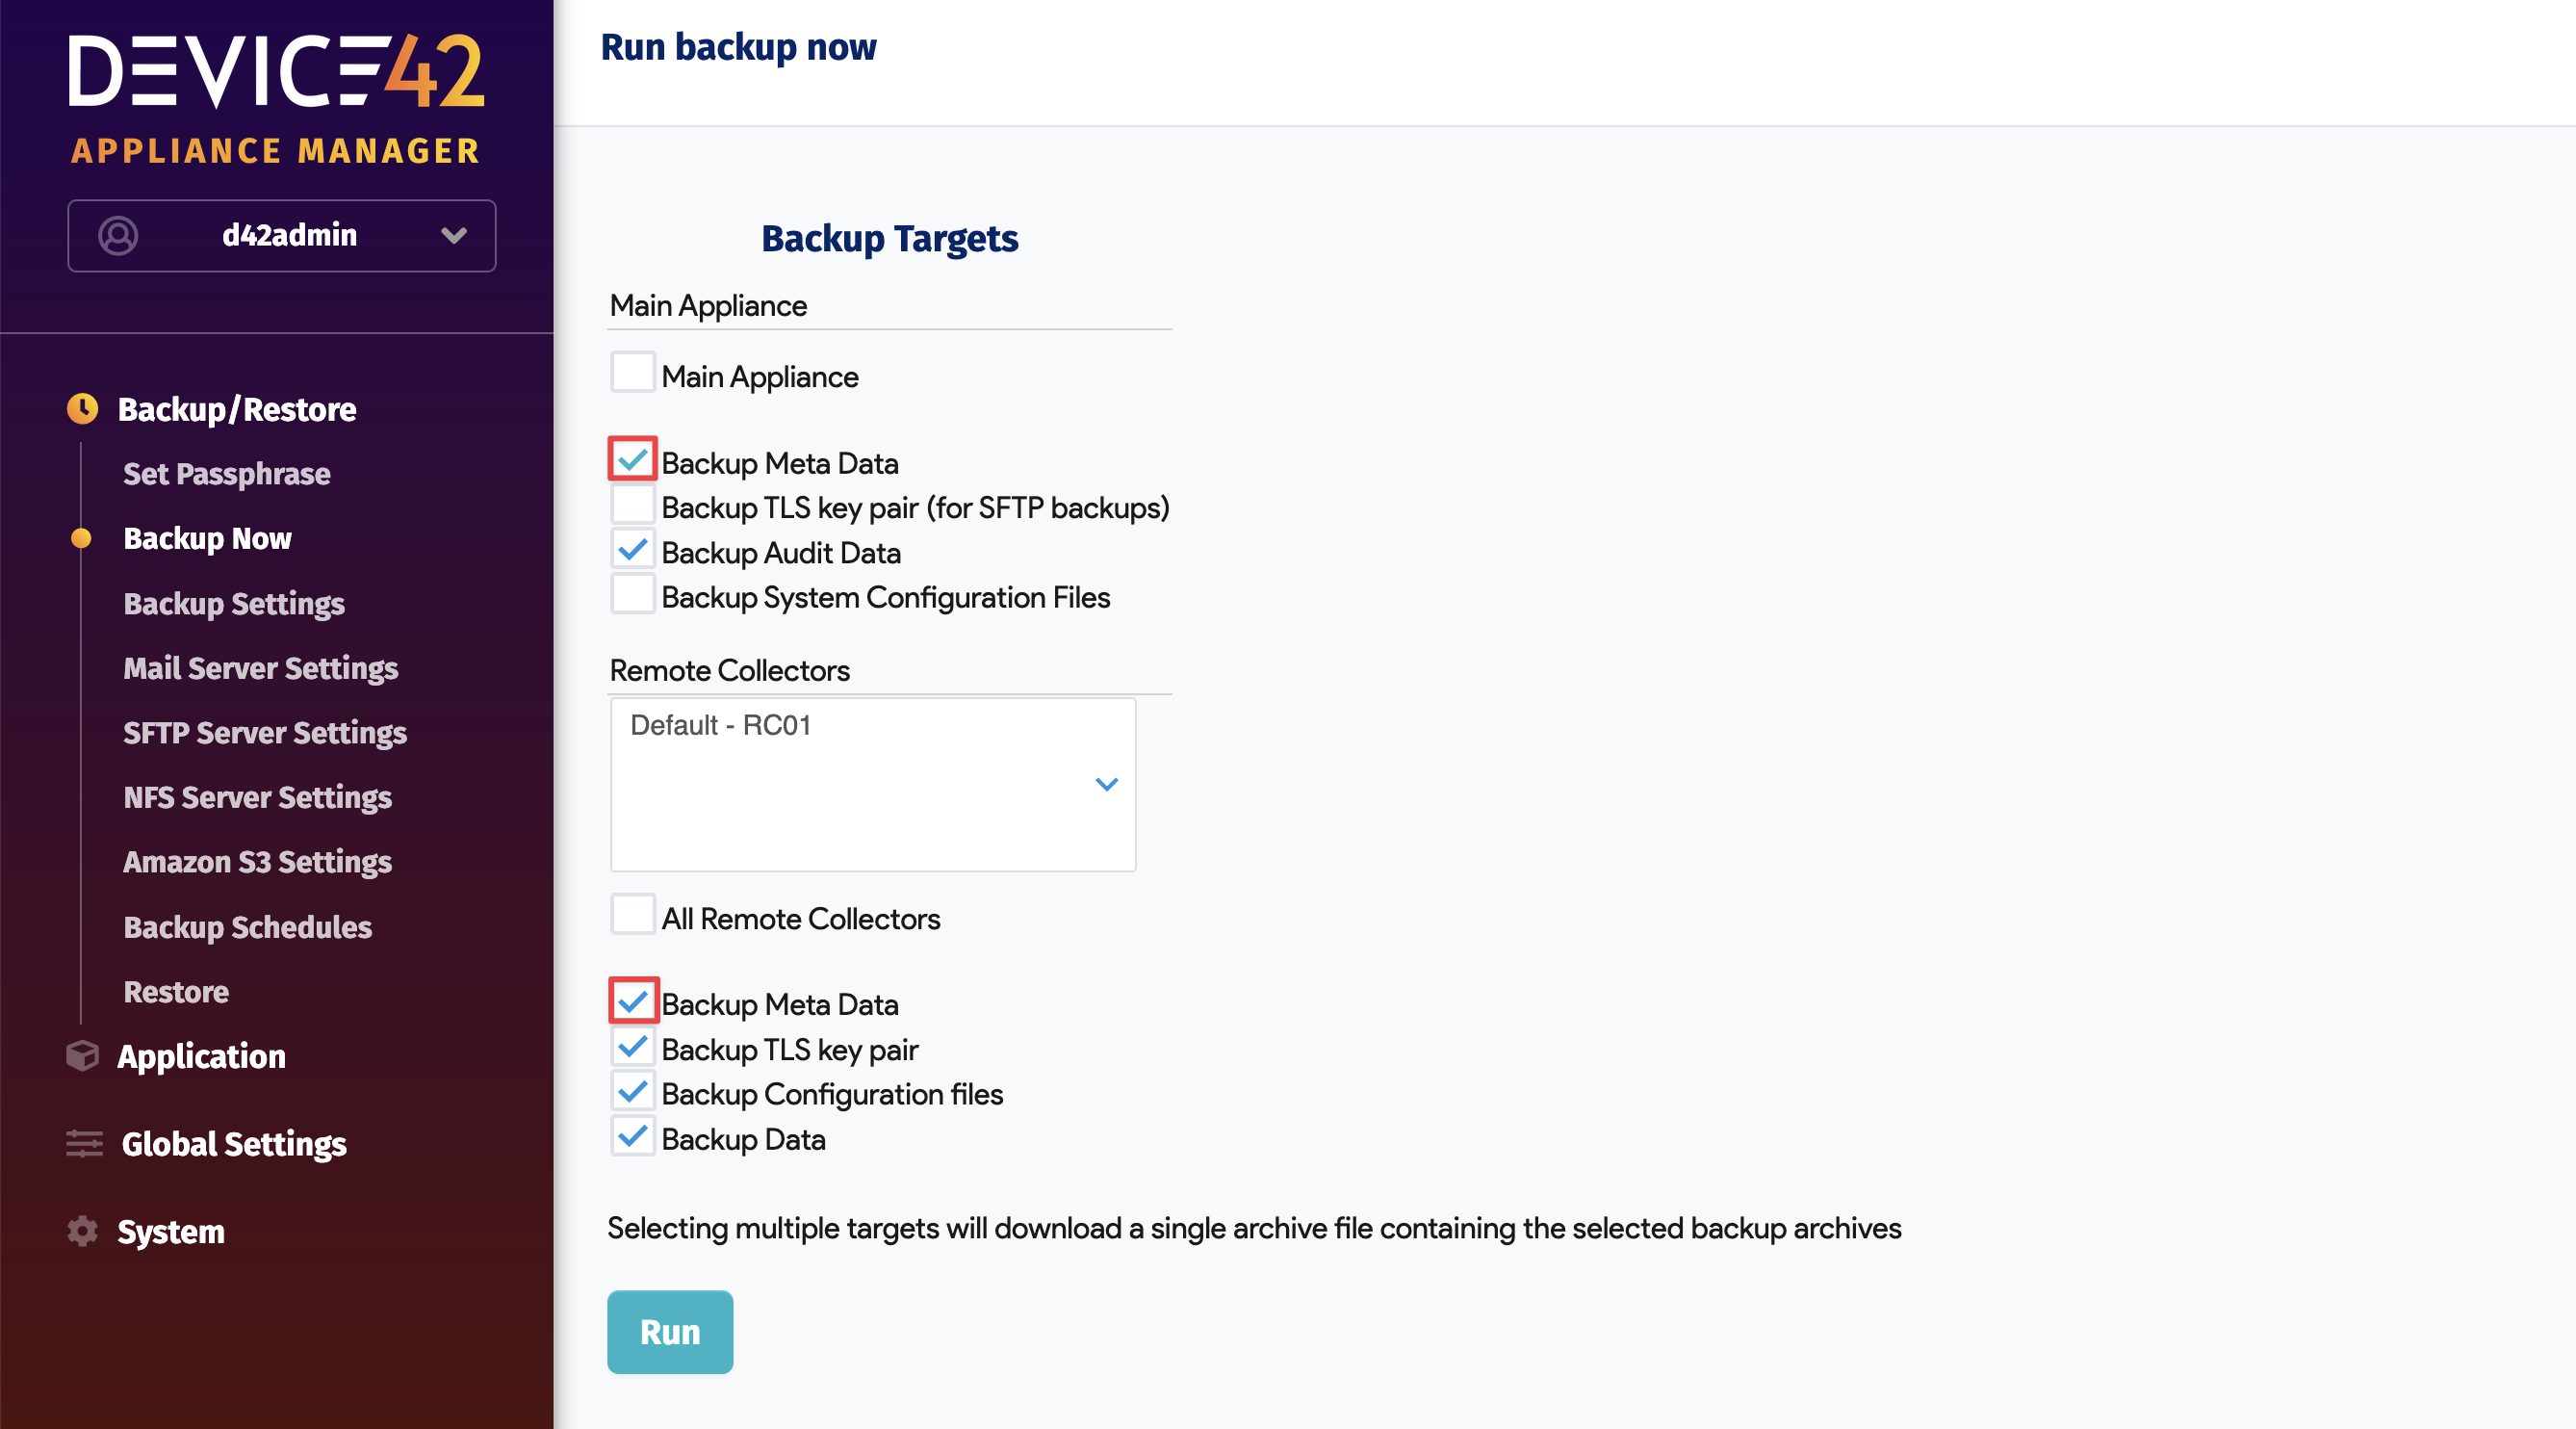 DEVICE42
APPLIANCE MANAGER
d42admin
Backup/Restore
Set Passphrase
Backup Now
Backup Settings
Mail Server Settings
SFTP Server Settings
NFS Server Settings
Amazon S3 Settings
Backup Schedules
Restore
Application
Global Settings
System
Run backup now
Backup Targets
Main Appliance
Main Appliance
Backup Meta Data
Backup TLS key pair (for SFTP backups)
Backup Audit Data
Backup System Configuration Files
Remote Collectors
Default - RC01
All Remote Collectors
Backup Meta Data
Backup TLS key pair
Backup Configuration files
Backup Data
Selecting multiple targets will download a single archive file containing the selected backup archives
Run